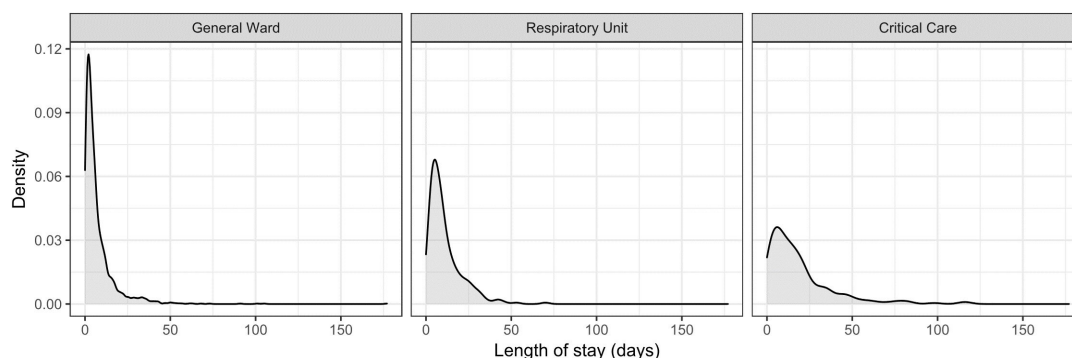 General Ward Respiratory Unit Critical Care
0.12
0.09
0.06
0.03
0.00
Density
0 50 100 150 0 50 100 150 0 50 100 150
Length of stay (days)